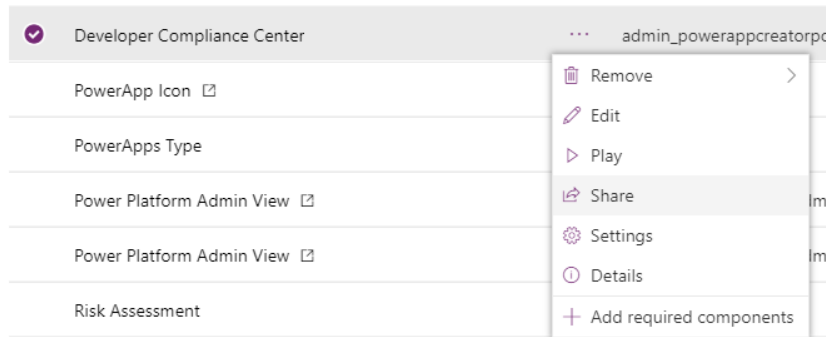 Developer Compliance Center ... admin_powerappcreatorpo
Remove
PowerApp Icon
Edit
PowerApps Type
Play
Power Platform Admin View
Share
Settings
Power Platform Admin View
Details
Risk Assessment
Add required components